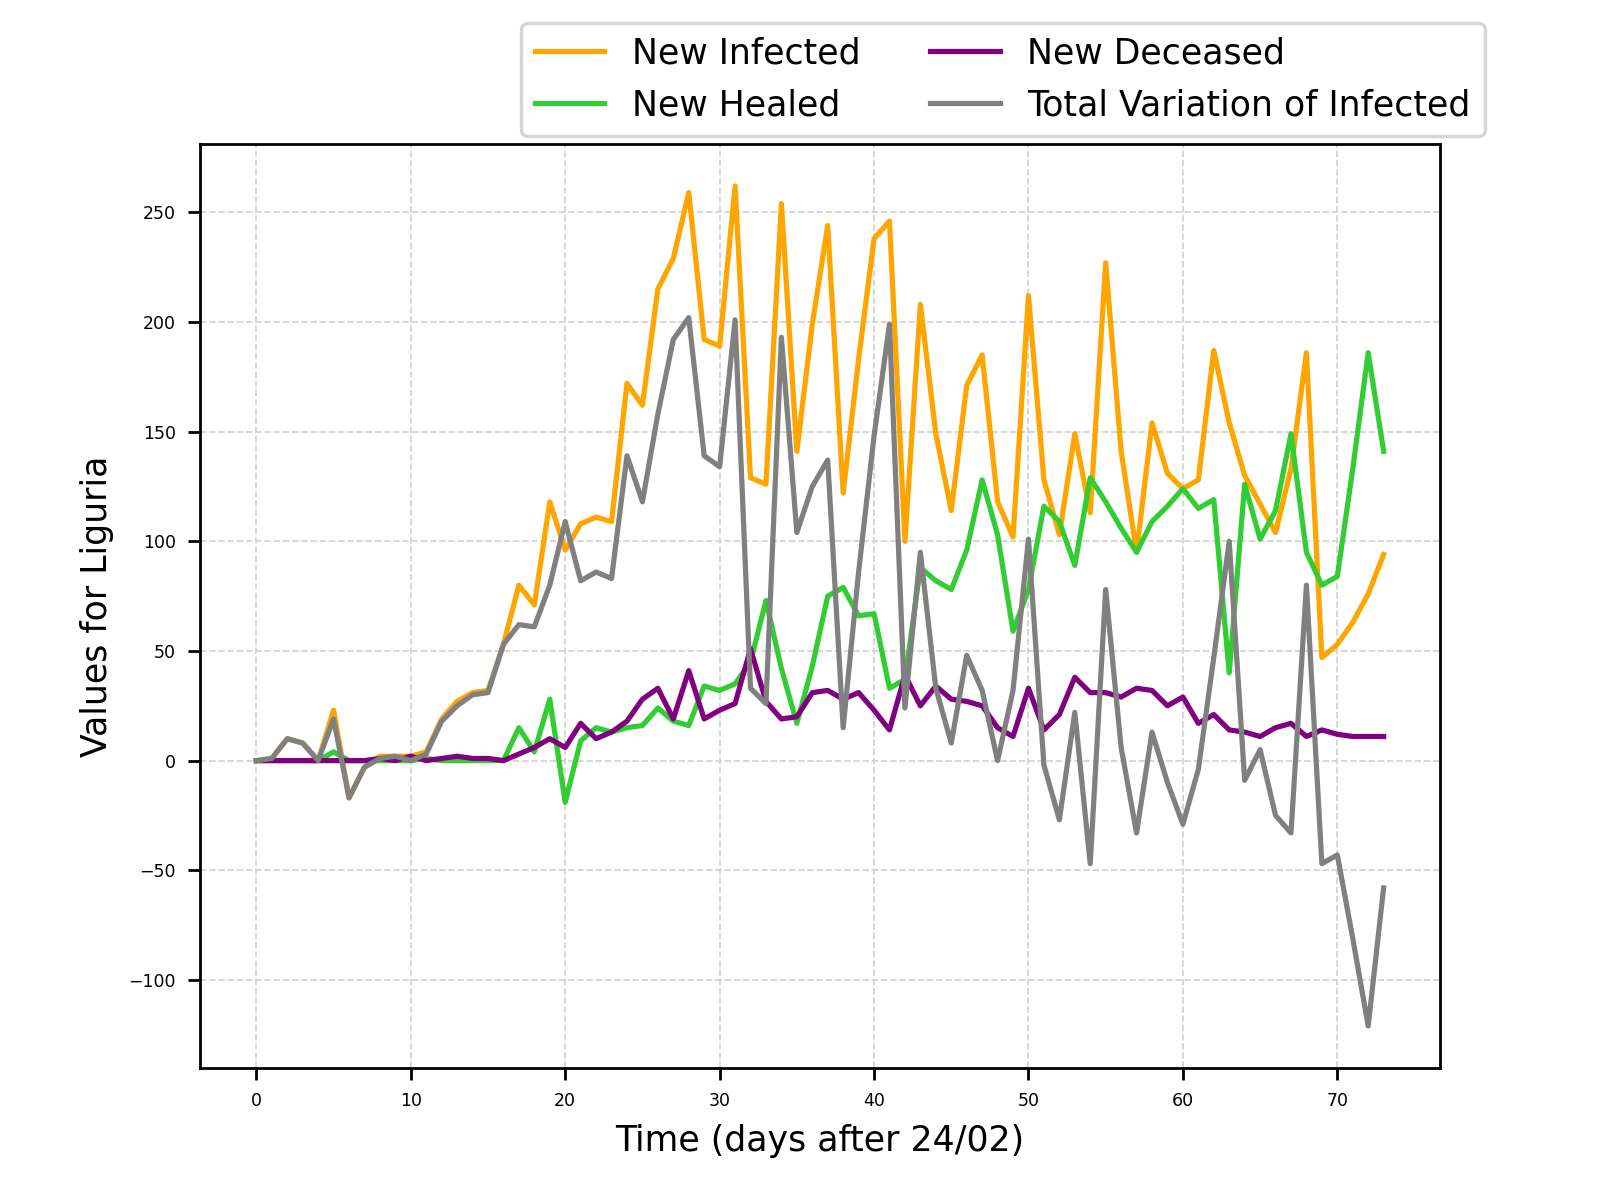 New Infected
New Healed
New Deceased
Total Variation of Infected
250
200
150
100
50
0
−50
−100
0 10 20 30 40 50 60 70
Values for Liguria
Time (days after 24/02)